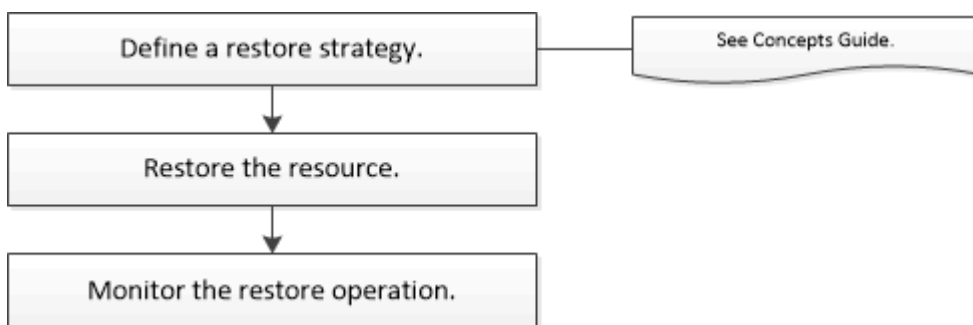 Define a restore strategy.
See Concepts Guide.
Restore the resource.
Monitor the restore operation.